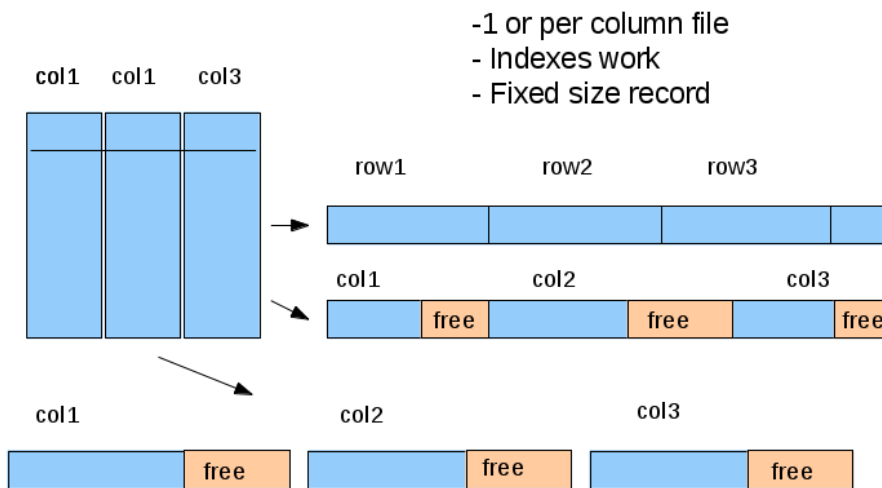 -1 or per column file
- Indexes work
- Fixed size record
col1 col1 col3
row1 row2 row3
col1 col2 col3
free free free
col1 col2 col3
free free free